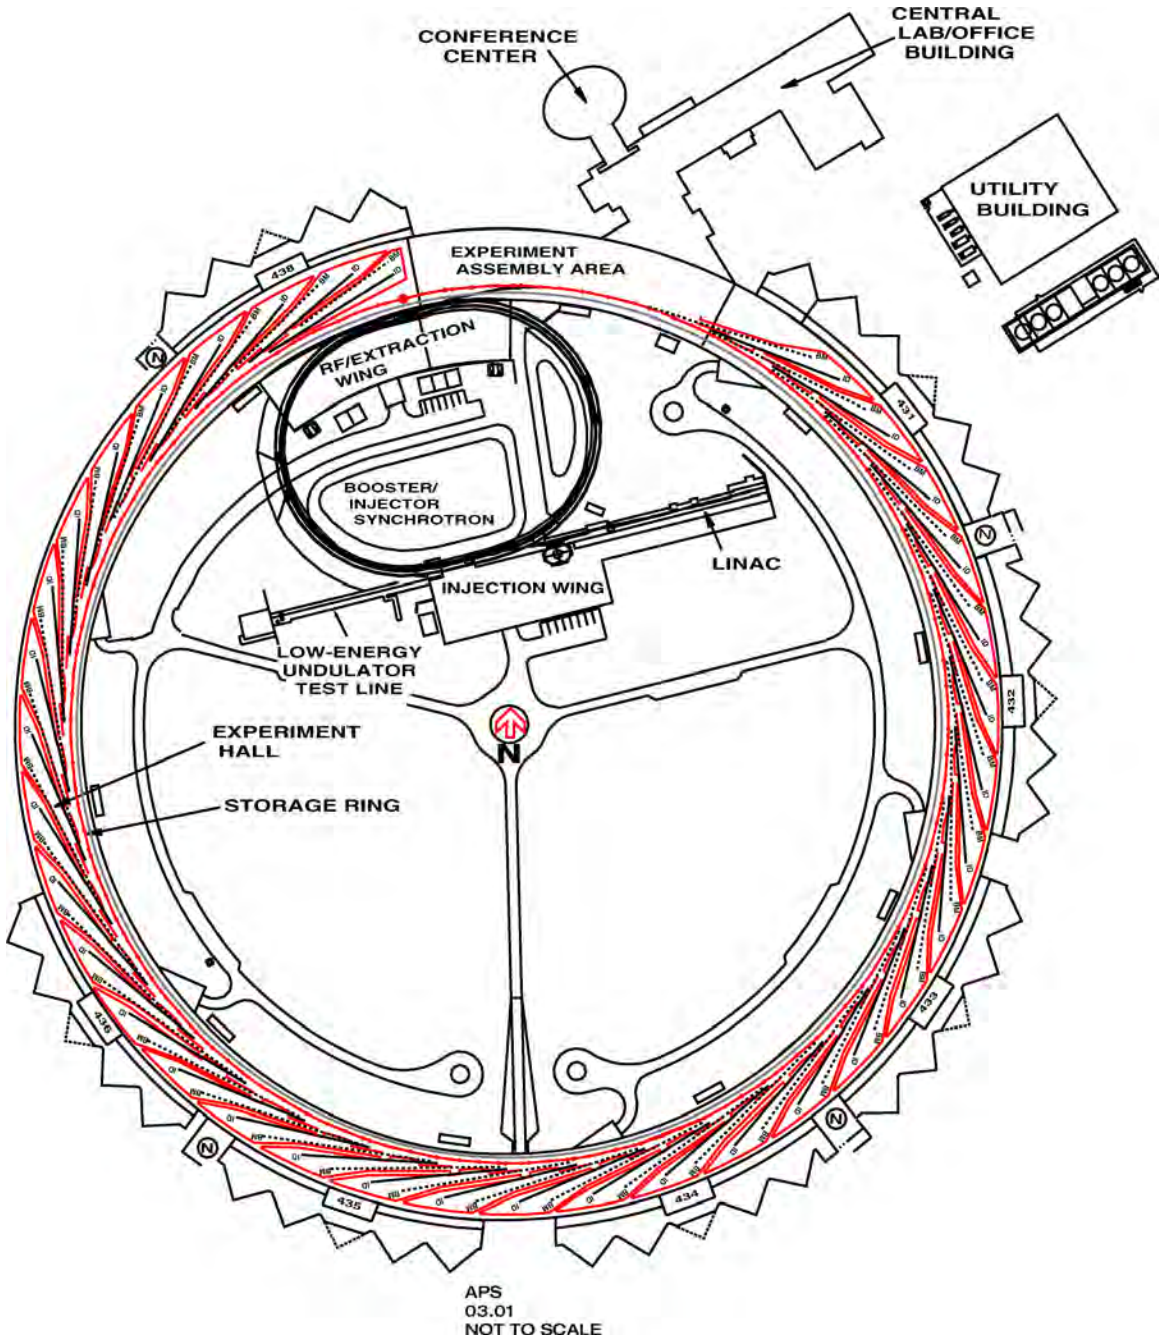 CONFERENCE
CENTER
CENTRAL
LAB/OFFICE
BUILDING
UTILITY
BUILDING
EXPERIMENT
ASSEMBLY AREA
438
RF/EXTRACTION
WING
431
BOOSTER/
INJECTOR
SYNCHROTRON
LINAC
INJECTION WING
LOW-ENERGY
UNDULATOR
TEST LINE
432
N
EXPERIMENT
HALL
STORAGE RING
433
436
435
434
BM
ID
APS
03.01
NOT TO SCALE